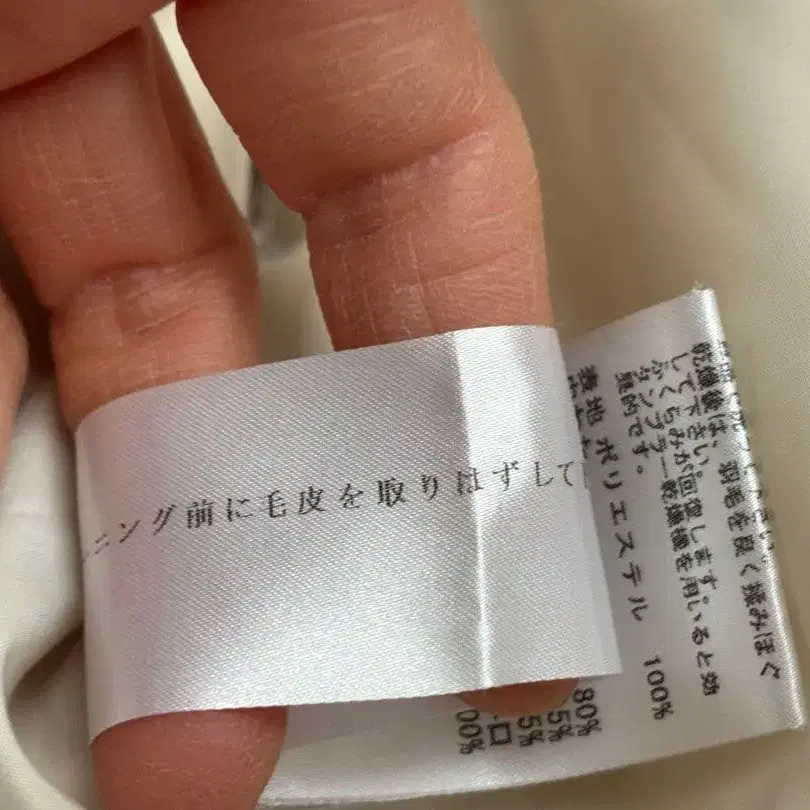 ニング前に毛皮を取りはずして
乾燥後は、羽毛を良く揉みほぐ
して下さい。
ふくらみが回復します。
タンブラー乾燥機を用いると効
果的です。
表地 ポリエステル 100%
80%
5%
5%
00%